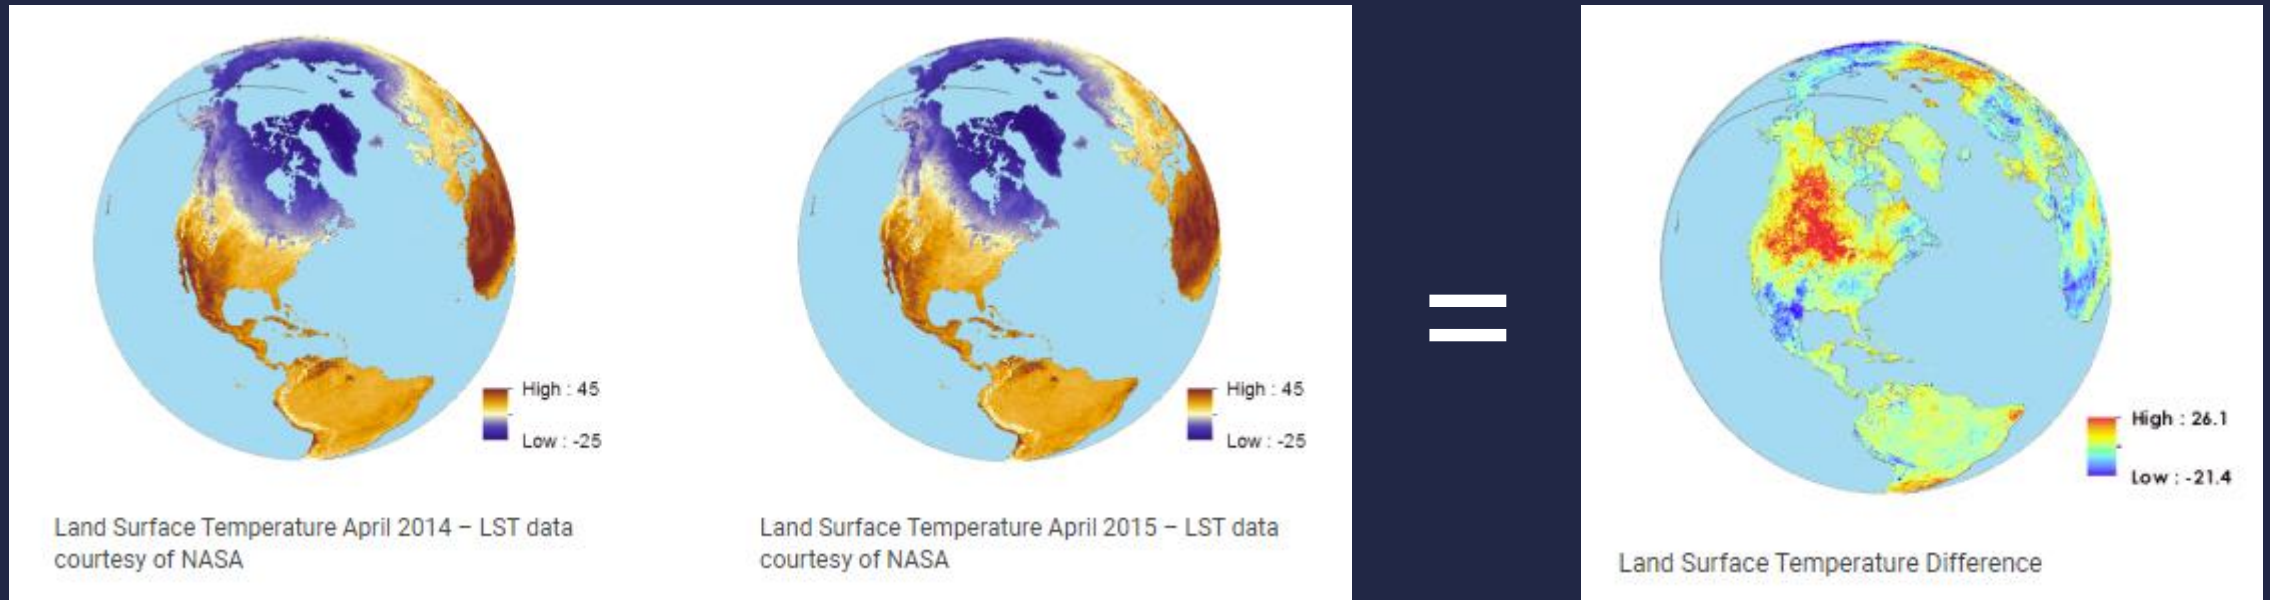 High : 45
Low : -25
Land Surface Temperature April 2014 – LST data
courtesy of NASA
High : 45
Low : -25
Land Surface Temperature April 2015 – LST data
courtesy of NASA
=
High : 26.1
Low : -21.4
Land Surface Temperature Difference